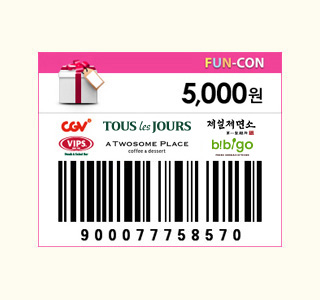 FUN-CON
5,000원
CGV TOUS les JOURS 제일제면소
VIPS A TWOSOME PLACE bibigo
coffee & dessert
9000077758570